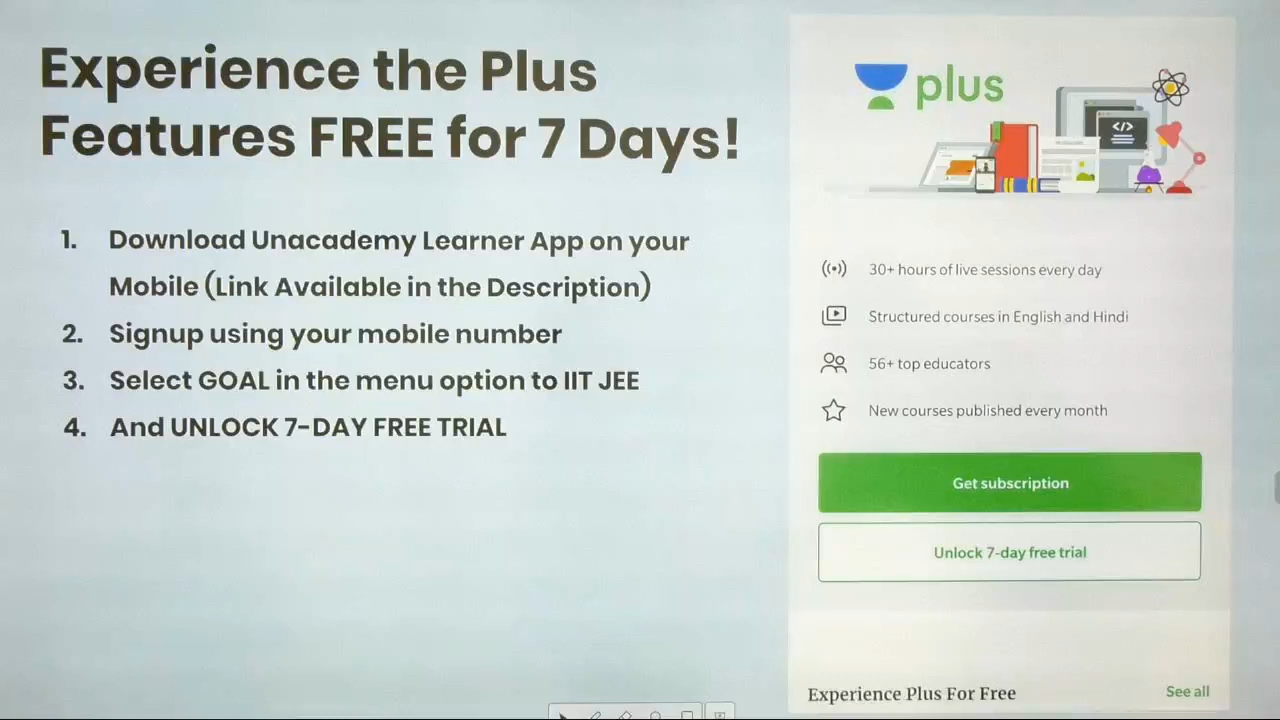 Experience the Plus
Features FREE for 7 Days!
1. Download Unacademy Learner App on your
Mobile (Link Available in the Description)
2. Signup using your mobile number
3. Select GOAL in the menu option to IIT JEE
4. And UNLOCK 7-DAY FREE TRIAL
plus
</>
30+ hours of live sessions every day
Structured courses in English and Hindi
56+ top educators
New courses published every month
Get subscription
Unlock 7-day free trial
Experience Plus For Free
See all